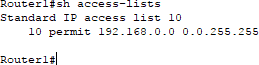 Router1#sh access-lists
Standard IP access list 10
    10 permit 192.168.0.0 0.0.255.255

Router1#